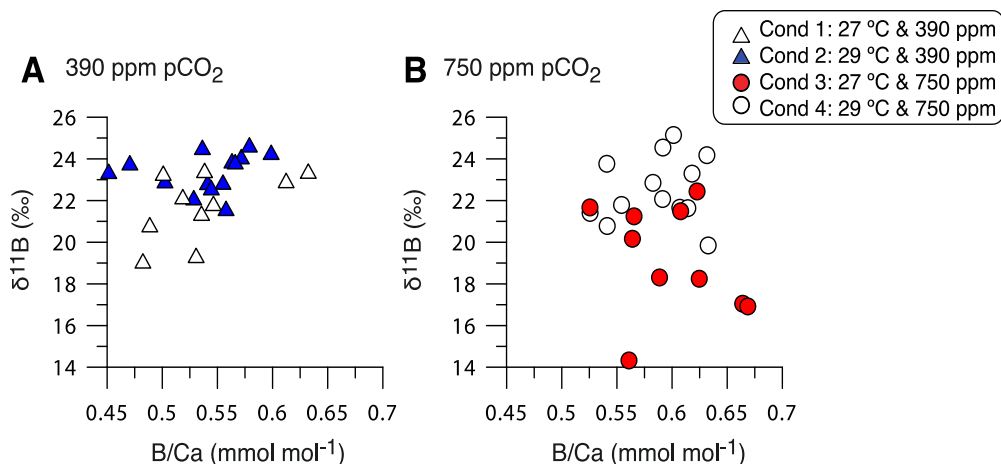 Cond 1: 27 ºC & 390 ppm
Cond 2: 29 ºC & 390 ppm
Cond 3: 27 ºC & 750 ppm
Cond 4: 29 ºC & 750 ppm
A 390 ppm pCO₂
B 750 ppm pCO₂
26
24
22
20
18
16
14
δ¹¹B (‰)
0.45 0.5 0.55 0.6 0.65 0.7
B/Ca (mmol mol⁻¹)
26
24
22
20
18
16
14
δ¹¹B (‰)
0.45 0.5 0.55 0.6 0.65 0.7
B/Ca (mmol mol⁻¹)